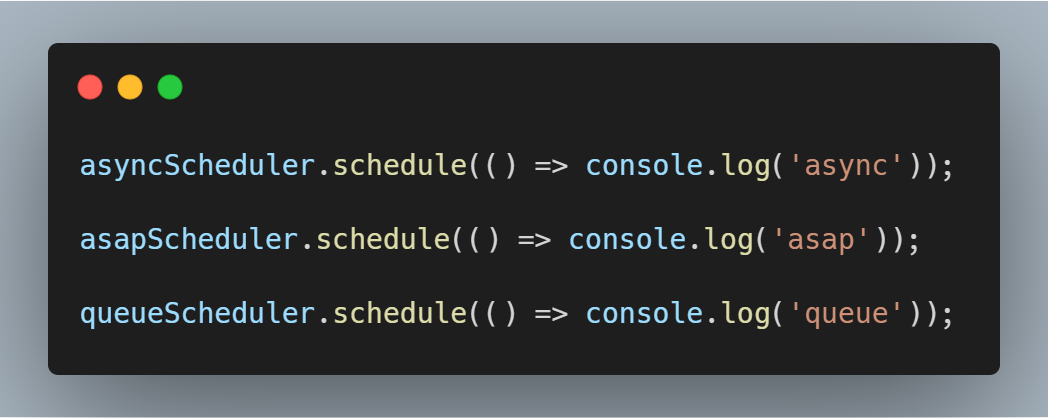 asyncScheduler.schedule(() => console.log('async'));
asapScheduler.schedule(() => console.log('asap'));
queueScheduler.schedule(() => console.log('queue'));